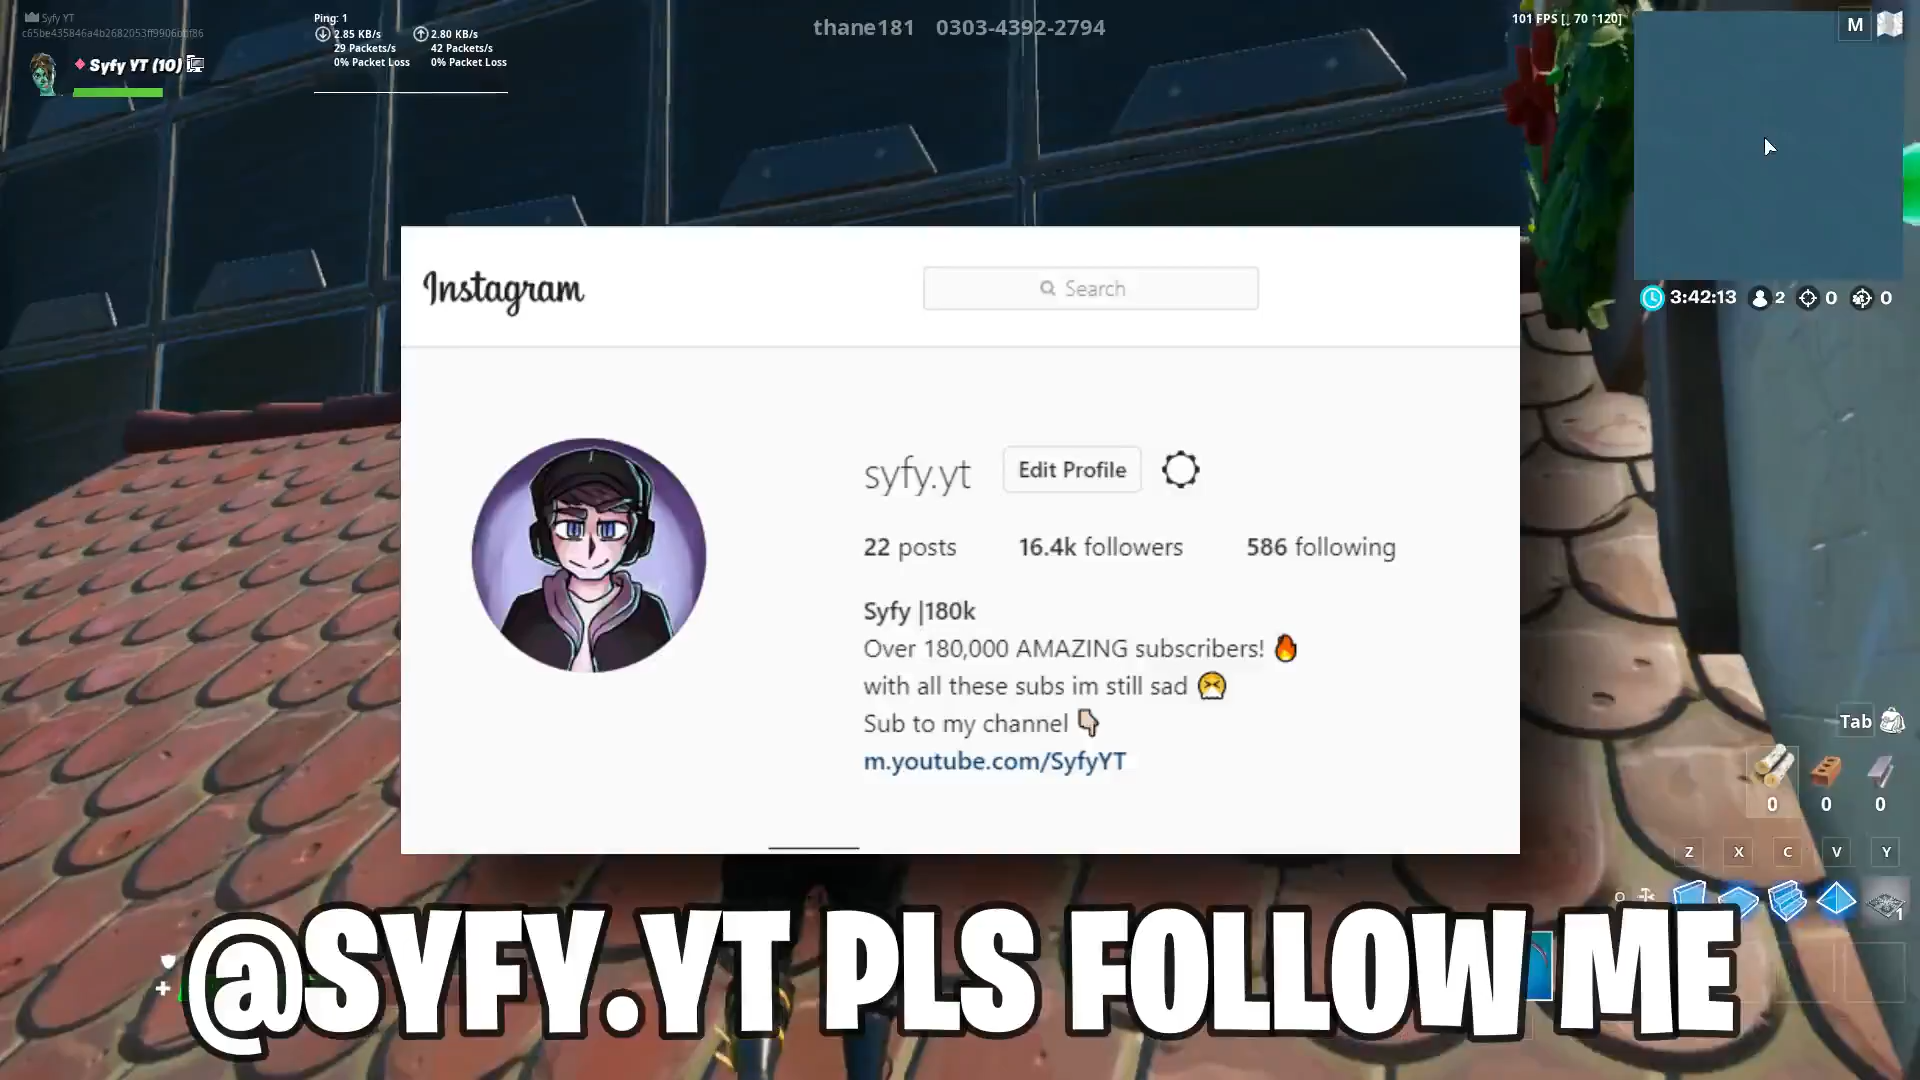 Syfy YT
Syfy YT (10)
Ping: 1
2.85 KB/s 2.80 KB/s
29 Packets/s 42 Packets/s
0% Packet Loss 0% Packet Loss
thane181 0303-4392-2794
101 FPS [↓ 70 ↑120]
M
3:42:13 2 0 0
Instagram
Search
syfy.yt Edit Profile
22 posts 16.4k followers 586 following
Syfy |180k
Over 180,000 AMAZING subscribers! 🔥
with all these subs im still sad 😣
Sub to my channel 👇🏻
m.youtube.com/SyfyYT
Tab
0 0 0
Z X C V Y
1
@SYFY.YT PLS FOLLOW ME